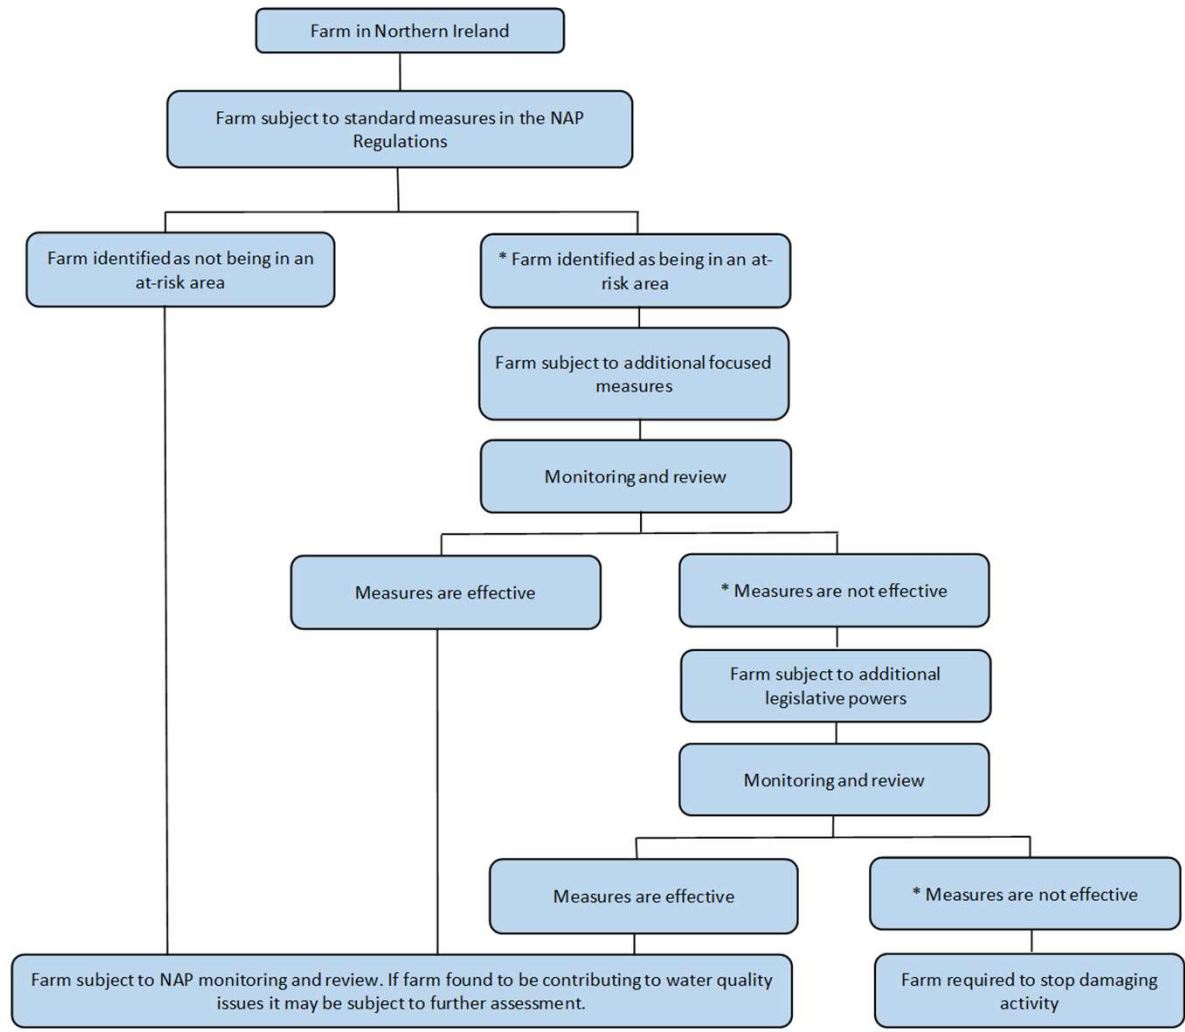 Farm in Northern Ireland
Farm subject to standard measures in the NAP
Regulations
Farm identified as not being in an
at-risk area
* Farm identified as being in an at-
risk area
Farm subject to additional focused
measures
Monitoring and review
Measures are effective
* Measures are not effective
Farm subject to additional
legislative powers
Monitoring and review
Measures are effective
* Measures are not effective
Farm subject to NAP monitoring and review. If farm found to be contributing to water quality
issues it may be subject to further assessment.
Farm required to stop damaging
activity